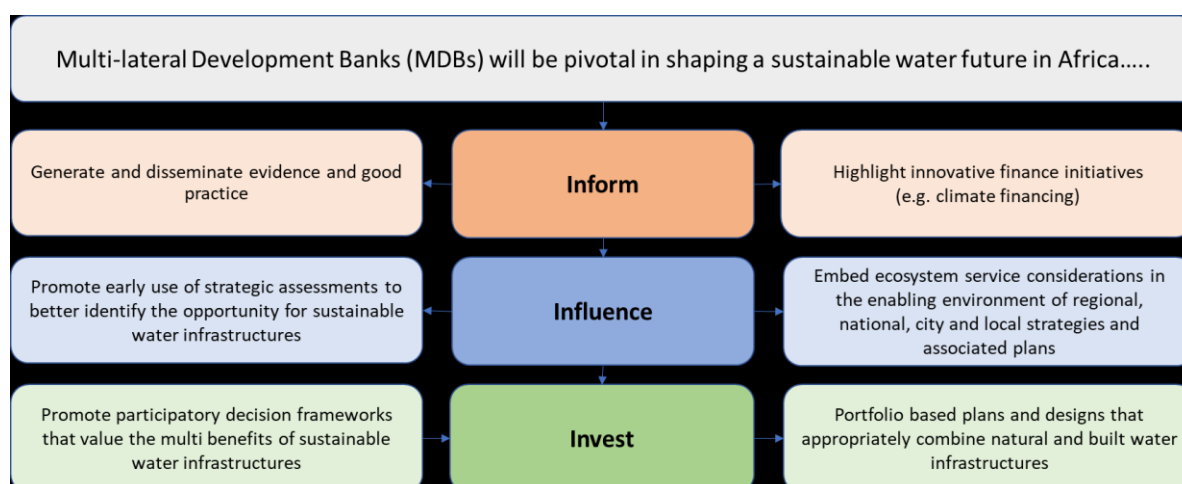 Multi-lateral Development Banks (MDBs) will be pivotal in shaping a sustainable water future in Africa.....
Generate and disseminate evidence and good
practice
Inform
Highlight innovative finance initiatives
(e.g. climate financing)
Promote early use of strategic assessments to
better identify the opportunity for sustainable
water infrastructures
Influence
Embed ecosystem service considerations in
the enabling environment of regional,
national, city and local strategies and
associated plans
Promote participatory decision frameworks
that value the multi benefits of sustainable
water infrastructures
Invest
Portfolio based plans and designs that
appropriately combine natural and built water
infrastructures